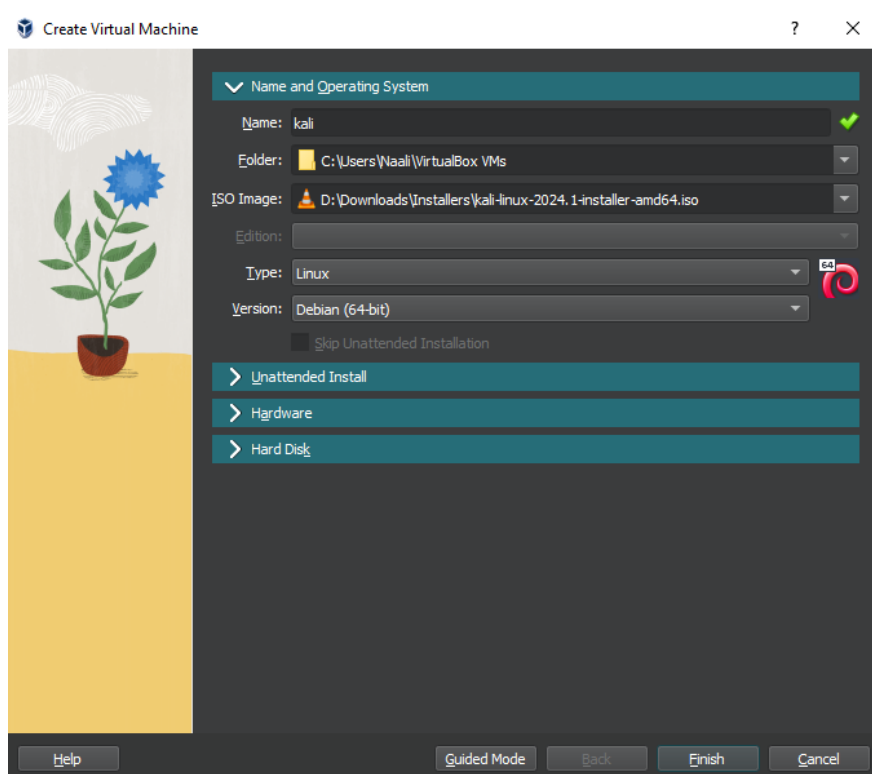 Create Virtual Machine ?
Name and Operating System
Name: kali
Folder: C:\Users\Naali\VirtualBox VMs
ISO Image: D:\Downloads\Installers\kali-linux-2024.1-installer-amd64.iso
Edition:
Type: Linux 64
Version: Debian (64-bit)
Skip Unattended Installation
Unattended Install
Hardware
Hard Disk
Help Guided Mode Back Finish Cancel